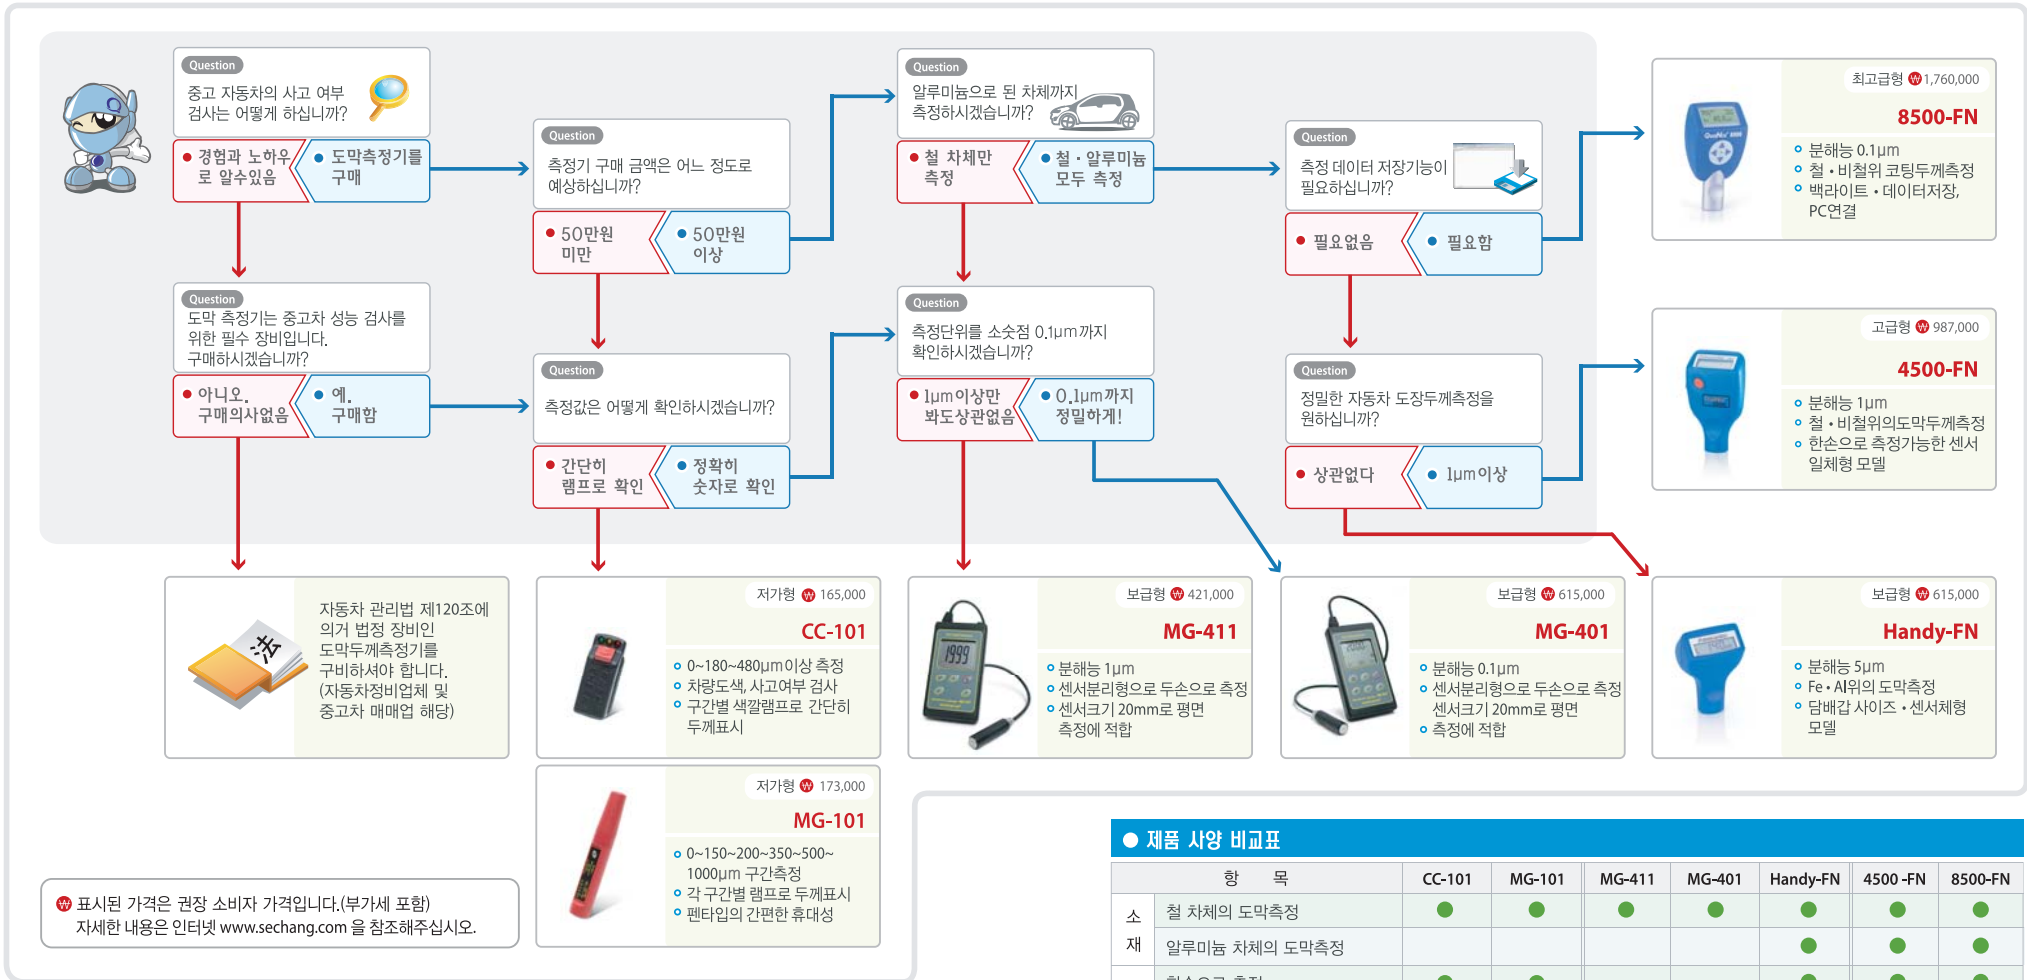 Question
중고 자동차의 사고 여부
검사는 어떻게 하십니까?
경험과 노하우
로 알수있음
도막측정기를
구매
Question
도막 측정기는 중고차 성능 검사를
위한 필수 장비입니다.
구매하시겠습니까?
아니오.
구매의사없음
예.
구매함
Question
측정기 구매 금액은 어느 정도로
예상하십니까?
50만원
미만
50만원
이상
Question
측정값은 어떻게 확인하시겠습니까?
간단히
램프로 확인
정확히
숫자로 확인
Question
알루미늄으로 된 차체까지
측정하시겠습니까?
철 차체만
측정
철·알루미늄
모두 측정
Question
측정단위를 소숫점 0.1µm까지
확인하시겠습니까?
1µm이상만
봐도상관없음
0.1µm까지
정밀하게!
Question
측정 데이터 저장기능이
필요하십니까?
필요없음
필요함
Question
정밀한 자동차 도장두께측정을
원하십니까?
상관없다
1µm이상
최고급형 ₩1,760,000
8500-FN
분해능 0.1µm
철·비철위 코팅두께측정
백라이트·데이터저장,
PC연결
고급형 ₩ 987,000
4500-FN
분해능 1µm
철·비철위의도막두께측정
한손으로 측정가능한 센서
일체형 모델
法
자동차 관리법 제120조에
의거 법정 장비인
도막두께측정기를
구비하셔야 합니다.
(자동차정비업체 및
중고차 매매업 해당)
저가형 ₩ 165,000
CC-101
0~180~480µm이상 측정
차량도색, 사고여부 검사
구간별 색깔램프로 간단히
두께표시
보급형 ₩ 421,000
MG-411
1999
분해능 1µm
센서분리형으로 두손으로 측정
센서크기 20mm로 평면
측정에 적합
보급형 ₩ 615,000
MG-401
분해능 0.1µm
센서분리형으로 두손으로 측정
센서크기 20mm로 평면
측정에 적합
보급형 ₩ 615,000
Handy-FN
분해능 5µm
Fe·Al위의 도막측정
담배갑 사이즈·센서체형
모델
저가형 ₩ 173,000
MG-101
0~150~200~350~500~
1000µm 구간측정
각 구간별 램프로 두께표시
펜타입의 간편한 휴대성
₩ 표시된 가격은 권장 소비자 가격입니다.(부가세 포함)
자세한 내용은 인터넷 www.sechang.com 을 참조해주십시오.
● 제품 사양 비교표
항 목 CC-101 MG-101 MG-411 MG-401 Handy-FN 4500 -FN 8500-FN
소재
철 차체의 도막측정 ● ● ● ● ● ● ●
알루미늄 차체의 도막측정 ● ● ●